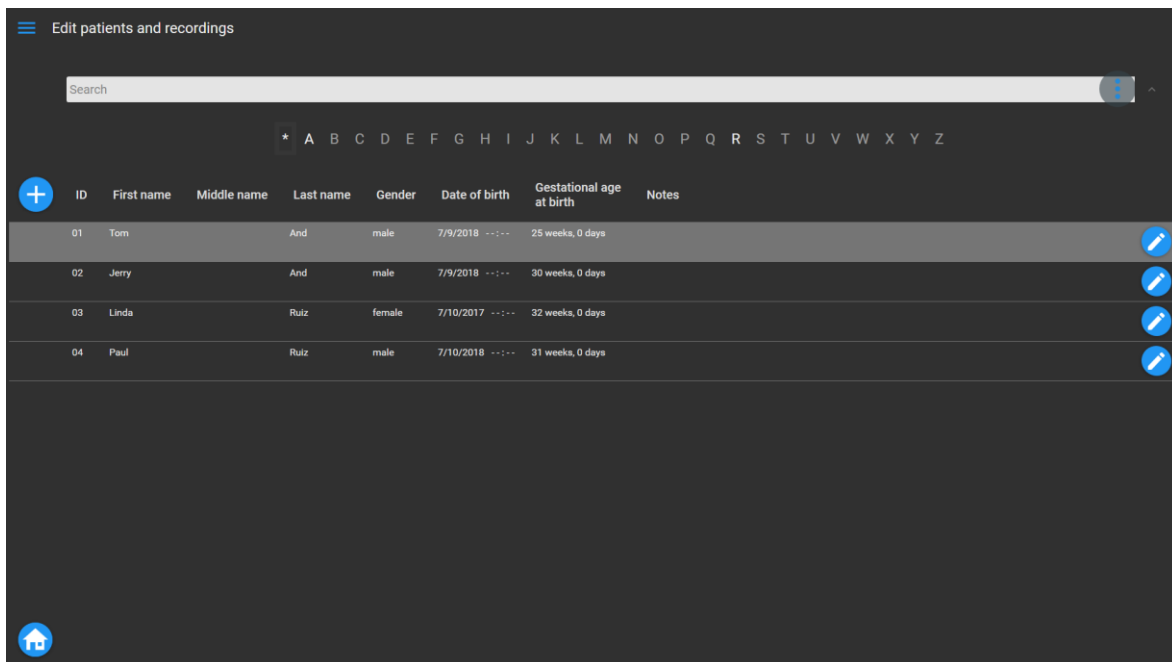 Edit patients and recordings
Search
* A B C D E F G H I J K L M N O P Q R S T U V W X Y Z
ID First name Middle name Last name Gender Date of birth Gestational age at birth Notes
01 Tom And male 7/9/2018 --:-- 25 weeks, 0 days
02 Jerry And male 7/9/2018 --:-- 30 weeks, 0 days
03 Linda Ruiz female 7/10/2017 --:-- 32 weeks, 0 days
04 Paul Ruiz male 7/10/2018 --:-- 31 weeks, 0 days